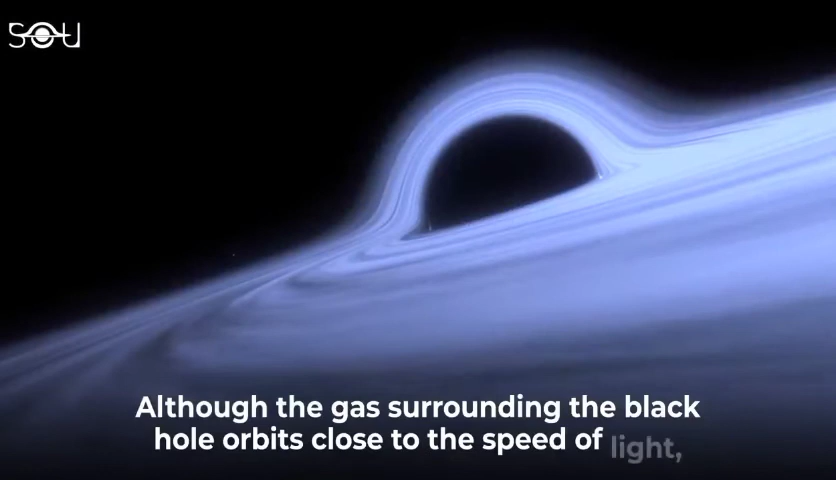 SOU
Although the gas surrounding the black
hole orbits close to the speed of light,